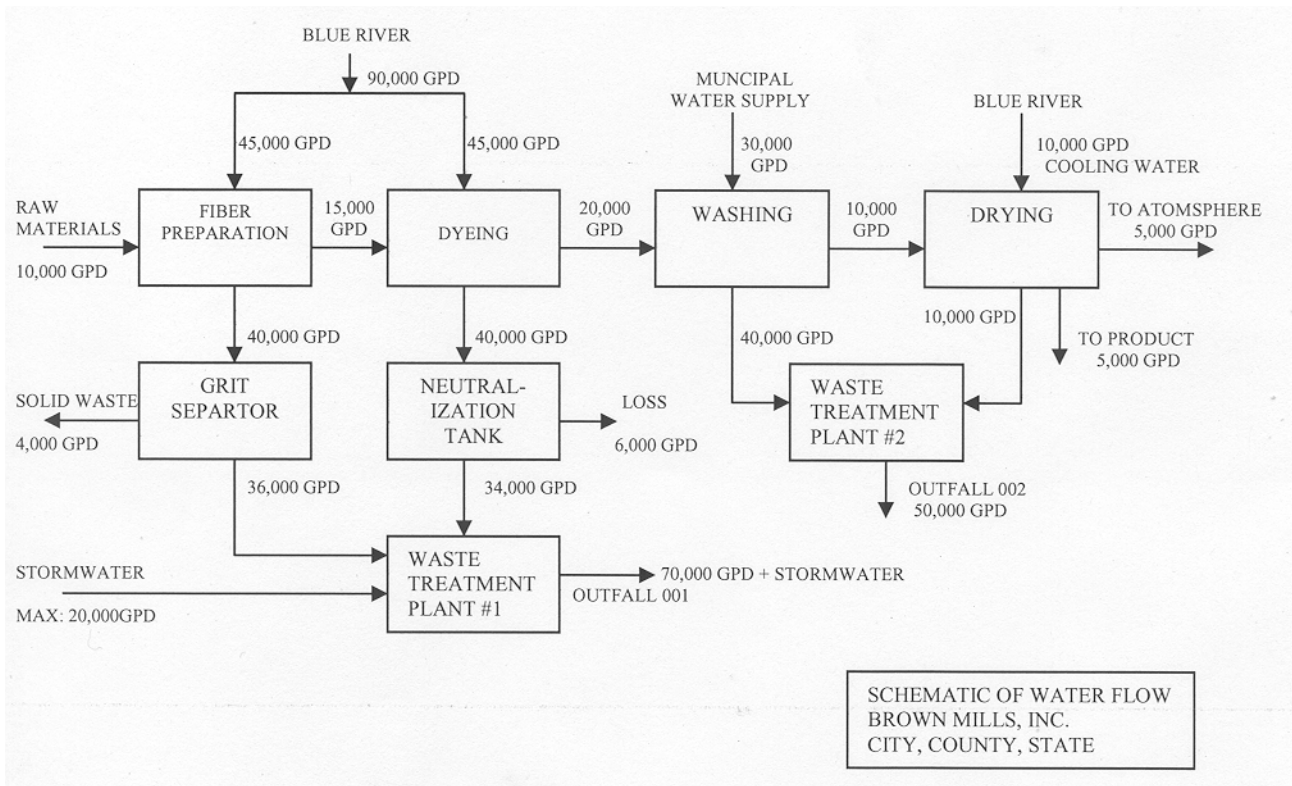 BLUE RIVER
90,000 GPD
45,000 GPD
45,000 GPD
MUNCIPAL
WATER SUPPLY
30,000
GPD
BLUE RIVER
10,000 GPD
COOLING WATER
RAW
MATERIALS
10,000 GPD
FIBER
PREPARATION
15,000
GPD
DYEING
20,000
GPD
WASHING
10,000
GPD
DRYING
TO ATOMSPHERE
5,000 GPD
40,000 GPD
40,000 GPD
40,000 GPD
10,000 GPD
TO PRODUCT
5,000 GPD
SOLID WASTE
4,000 GPD
GRIT
SEPARTOR
NEUTRAL-
IZATION
TANK
LOSS
6,000 GPD
WASTE
TREATMENT
PLANT #2
36,000 GPD
34,000 GPD
OUTFALL 002
50,000 GPD
STORMWATER
MAX: 20,000GPD
WASTE
TREATMENT
PLANT #1
70,000 GPD + STORMWATER
OUTFALL 001
SCHEMATIC OF WATER FLOW
BROWN MILLS, INC.
CITY, COUNTY, STATE